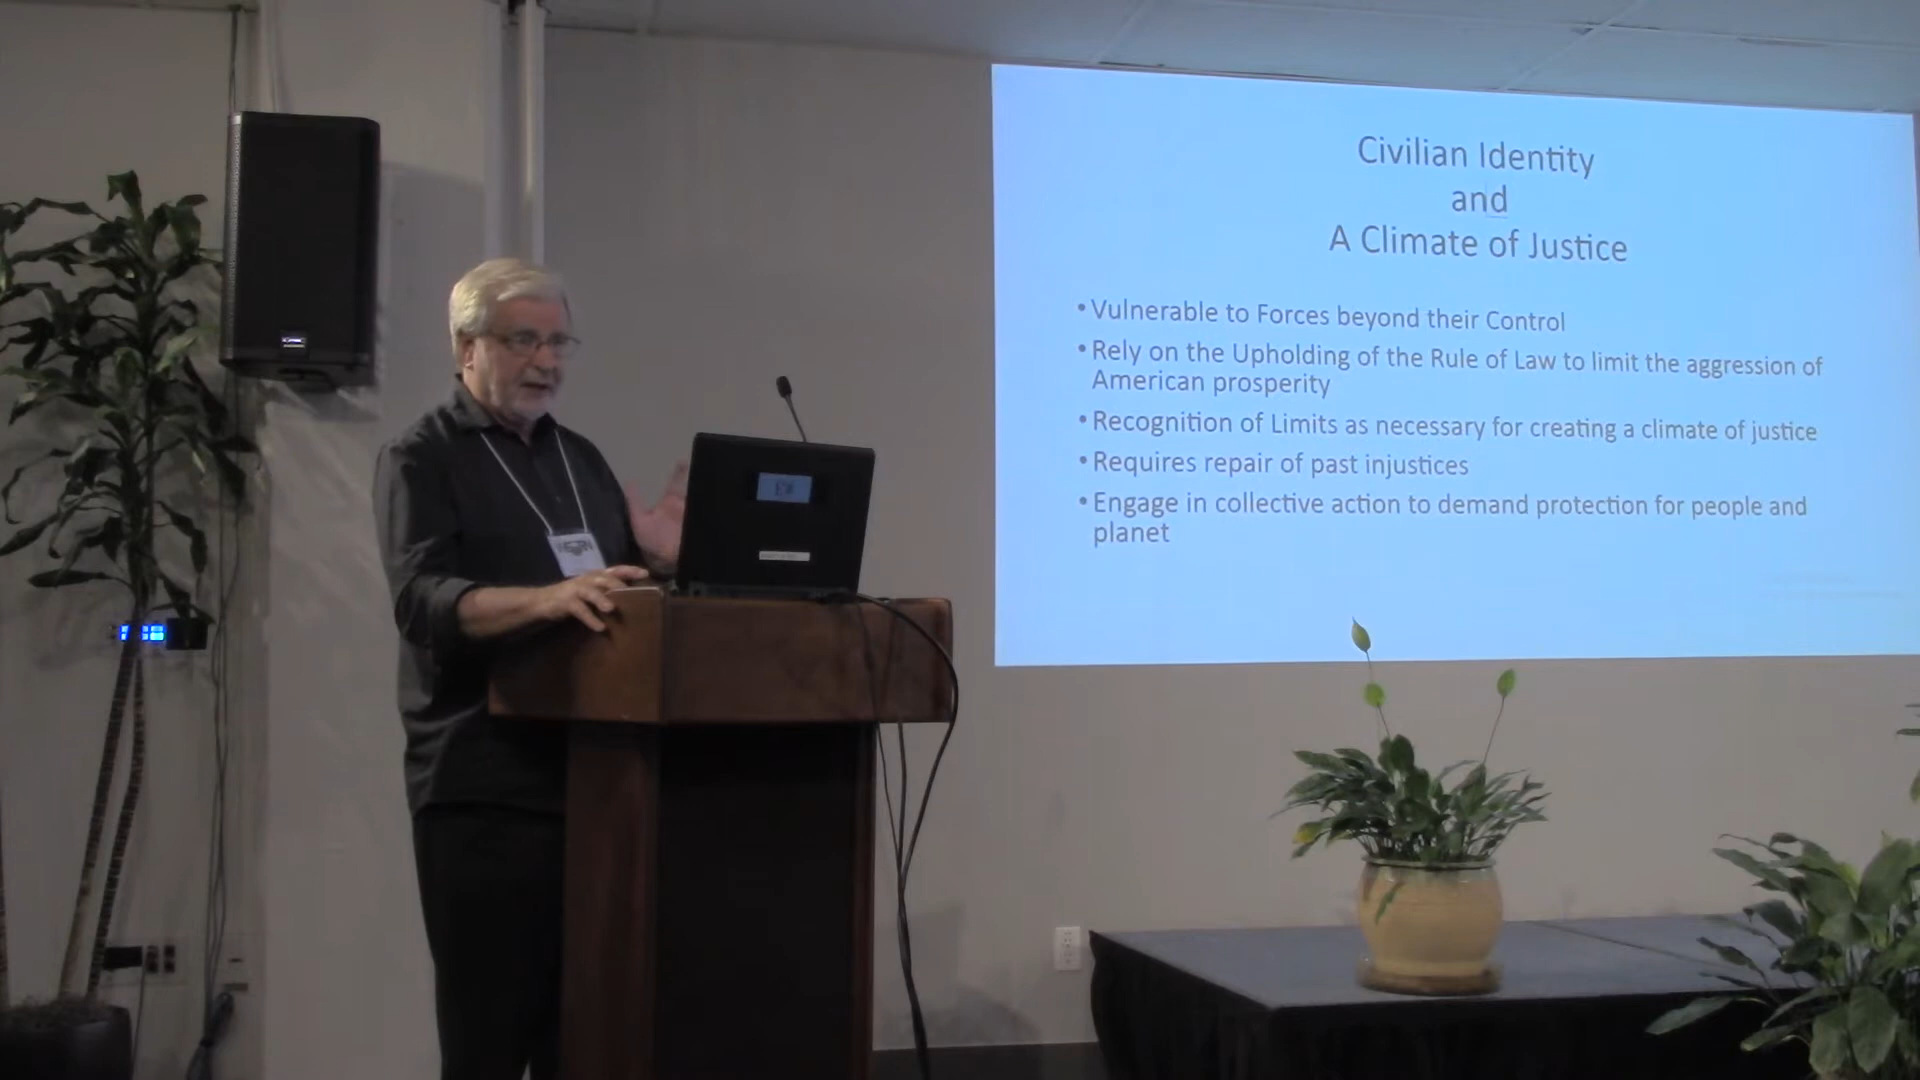 Civilian Identity
and
A Climate of Justice
• Vulnerable to Forces beyond their Control
• Rely on the Upholding of the Rule of Law to limit the aggression of
American prosperity
• Recognition of Limits as necessary for creating a climate of justice
• Requires repair of past injustices
• Engage in collective action to demand protection for people and
planet